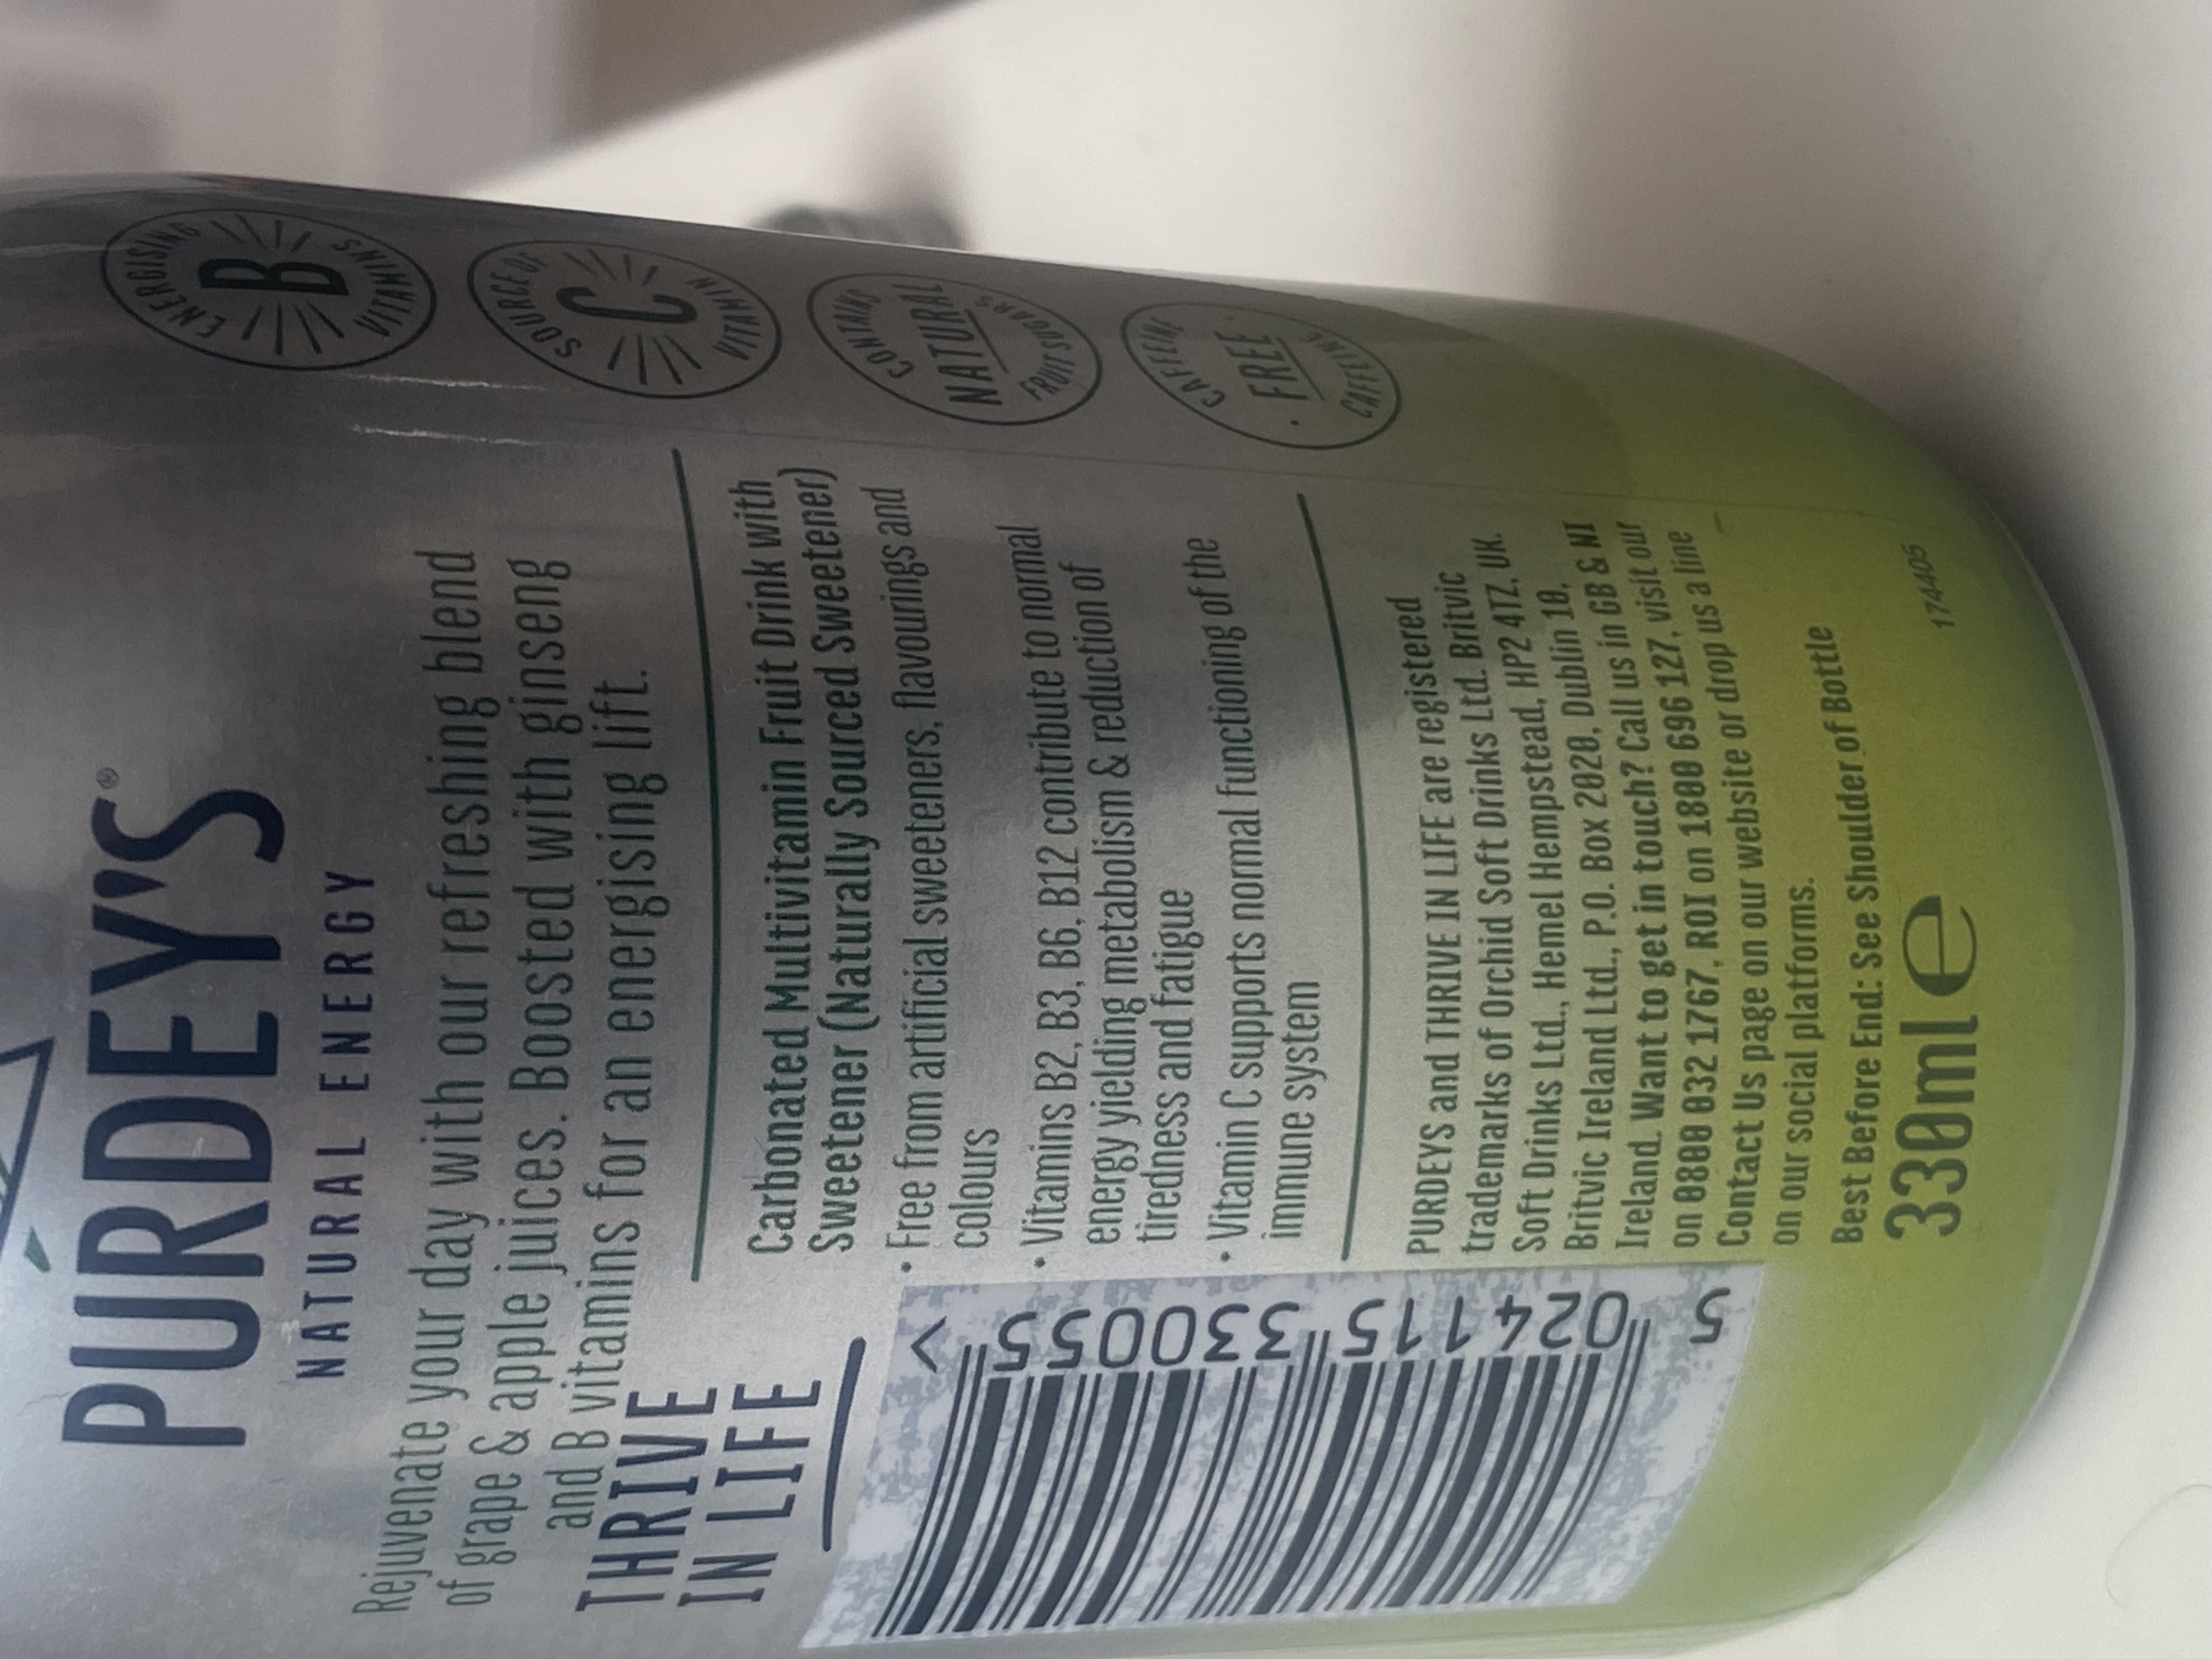 PURDEY'S®
NATURAL ENERGY
Rejuvenate your day with our refreshing blend
of grape & apple juices. Boosted with ginseng
and B vitamins for an energising lift.
THRIVE
IN LIFE
5 024115 330055 >
Carbonated Multivitamin Fruit Drink with
Sweetener (Naturally Sourced Sweetener)
• Free from artificial sweeteners, flavourings and
colours
• Vitamins B2, B3, B6, B12 contribute to normal
energy yielding metabolism & reduction of
tiredness and fatigue
• Vitamin C supports normal functioning of the
immune system
PURDEYS and THRIVE IN LIFE are registered
trademarks of Orchid Soft Drinks Ltd. Britvic
Soft Drinks Ltd., Hemel Hempstead, HP2 4TZ, UK.
Britvic Ireland Ltd., P.O. Box 2020, Dublin 10,
Ireland. Want to get in touch? Call us in GB & NI
on 0800 032 1767, ROI on 1800 696 127, visit our
Contact Us page on our website or drop us a line
on our social platforms.
Best Before End: See Shoulder of Bottle
330ml e
174405
ENERGISING
B
VITAMINS
SOURCE OF
C
VITAMIN
CONTAINS
NATURAL
FRUIT SUGARS
CAFFEINE
· FREE ·
CAFFEINE